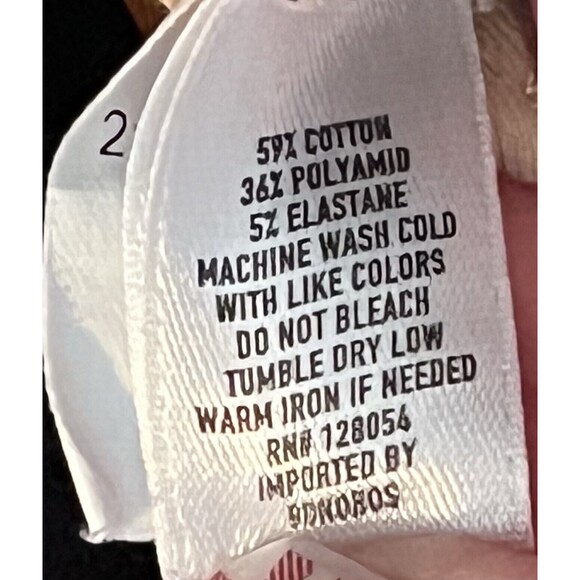 2
59% COTTON
36% POLYAMID
5% ELASTANE
MACHINE WASH COLD
WITH LIKE COLORS
DO NOT BLEACH
TUMBLE DRY LOW
WARM IRON IF NEEDED
RN# 128054
IMPORTED BY